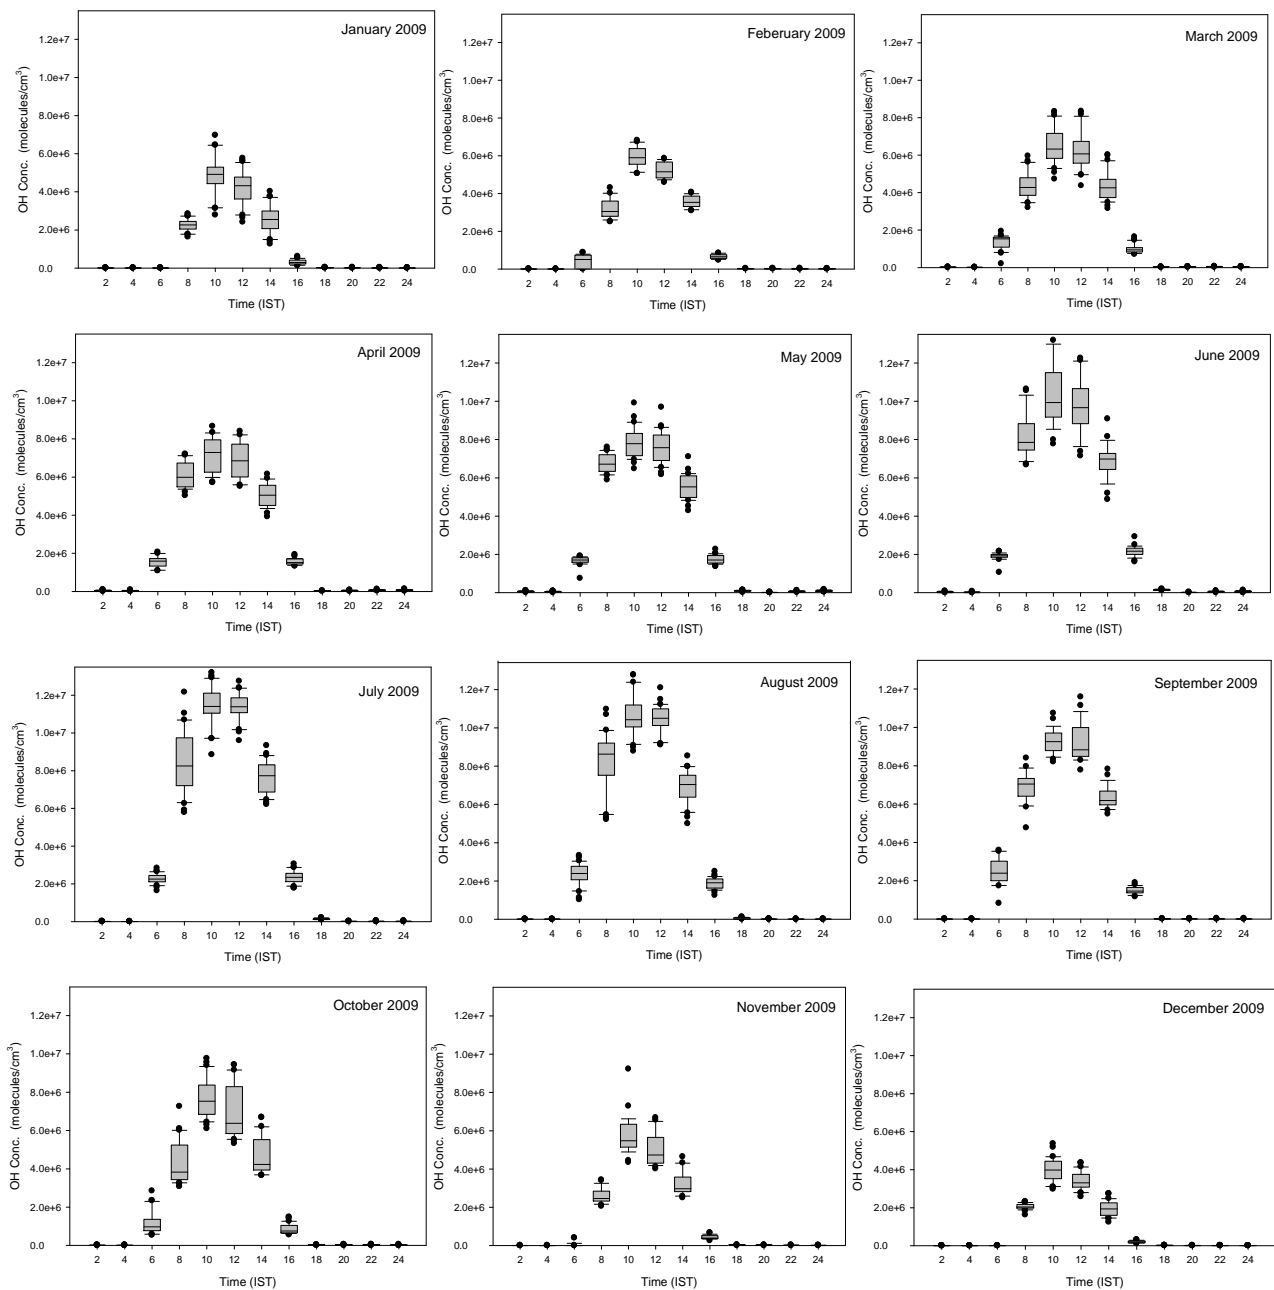 January 2009
OH Conc. (molecules/cm³)
1.2e+7
1.0e+7
8.0e+6
6.0e+6
4.0e+6
2.0e+6
0.0
2 4 6 8 10 12 14 16 18 20 22 24
Time (IST)
Feberuary 2009
OH Conc. (molecules/cm³)
1.2e+7
1.0e+7
8.0e+6
6.0e+6
4.0e+6
2.0e+6
0.0
2 4 6 8 10 12 14 16 18 20 22 24
Time (IST)
March 2009
OH Conc. (molecules/cm³)
1.2e+7
1.0e+7
8.0e+6
6.0e+6
4.0e+6
2.0e+6
0.0
2 4 6 8 10 12 14 16 18 20 22 24
Time (IST)
April 2009
OH Conc. (molecules/cm³)
1.2e+7
1.0e+7
8.0e+6
6.0e+6
4.0e+6
2.0e+6
0.0
2 4 6 8 10 12 14 16 18 20 22 24
Time (IST)
May 2009
OH Conc. (molecules/cm³)
1.2e+7
1.0e+7
8.0e+6
6.0e+6
4.0e+6
2.0e+6
0.0
2 4 6 8 10 12 14 16 18 20 22 24
Time (IST)
June 2009
OH Conc. (molecules/cm³)
1.2e+7
1.0e+7
8.0e+6
6.0e+6
4.0e+6
2.0e+6
0.0
2 4 6 8 10 12 14 16 18 20 22 24
Time (IST)
July 2009
OH Conc. (molecules/cm³)
1.2e+7
1.0e+7
8.0e+6
6.0e+6
4.0e+6
2.0e+6
0.0
2 4 6 8 10 12 14 16 18 20 22 24
Time (IST)
August 2009
OH Conc. (molecules/cm³)
1.2e+7
1.0e+7
8.0e+6
6.0e+6
4.0e+6
2.0e+6
0.0
2 4 6 8 10 12 14 16 18 20 22 24
Time (IST)
September 2009
OH Conc. (molecules/cm³)
1.2e+7
1.0e+7
8.0e+6
6.0e+6
4.0e+6
2.0e+6
0.0
2 4 6 8 10 12 14 16 18 20 22 24
Time (IST)
October 2009
OH Conc. (molecules/cm³)
1.2e+7
1.0e+7
8.0e+6
6.0e+6
4.0e+6
2.0e+6
0.0
2 4 6 8 10 12 14 16 18 20 22 24
Time (IST)
November 2009
OH Conc. (molecules/cm³)
1.2e+7
1.0e+7
8.0e+6
6.0e+6
4.0e+6
2.0e+6
0.0
2 4 6 8 10 12 14 16 18 20 22 24
Time (IST)
December 2009
OH Conc. (molecules/cm³)
1.2e+7
1.0e+7
8.0e+6
6.0e+6
4.0e+6
2.0e+6
0.0
2 4 6 8 10 12 14 16 18 20 22 24
Time (IST)